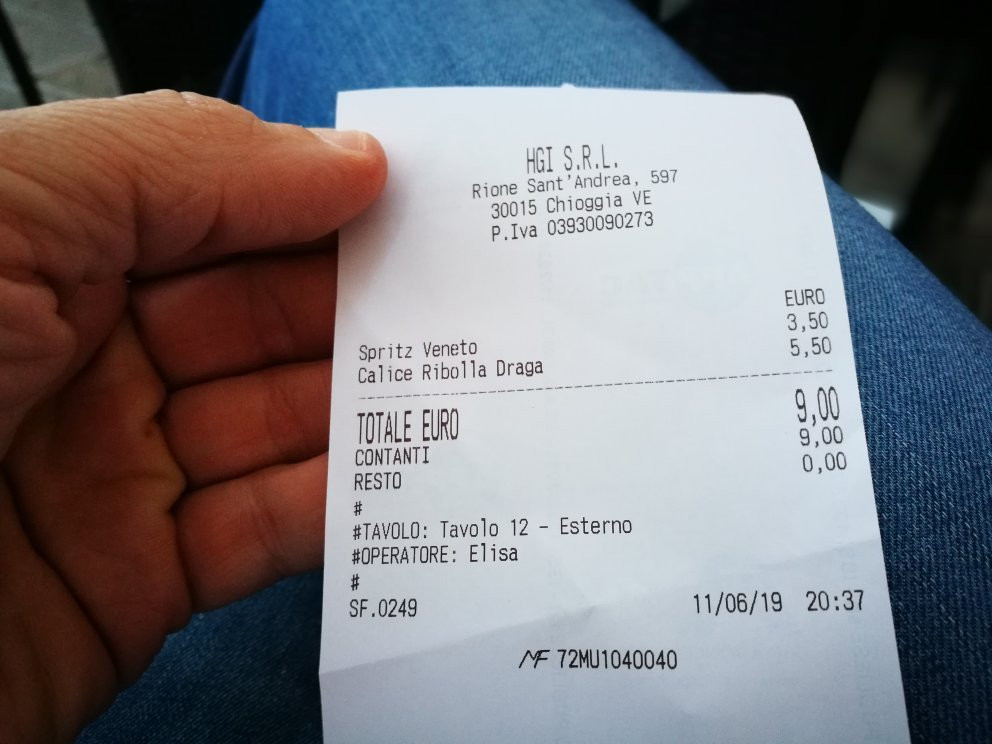 HGI S.R.L.
Rione Sant'Andrea, 597
30015 Chioggia VE
P.Iva 03930090273
EURO
Spritz Veneto 3,50
Calice Ribolla Draga 5,50
TOTALE EURO 9,00
CONTANTI 9,00
RESTO 0,00
#
#TAVOLO: Tavolo 12 - Esterno
#OPERATORE: Elisa
#
SF.0249 11/06/19 20:37
MF 72MU1040040